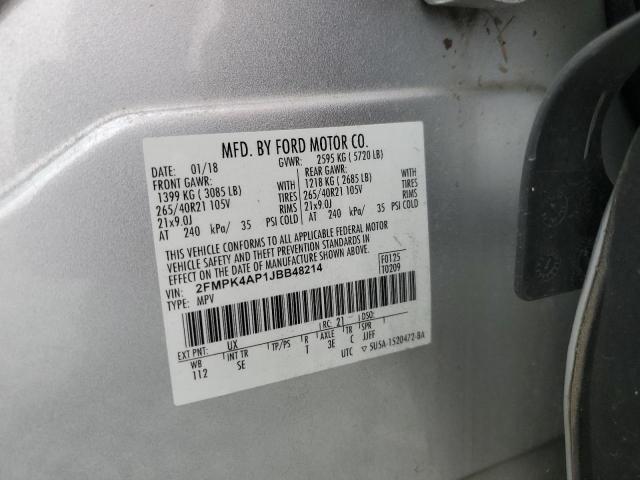 MFD. BY FORD MOTOR CO.
DATE: 01/18 GVWR: 2595 KG ( 5720 LB)
FRONT GAWR: REAR GAWR:
1399 KG ( 3085 LB) WITH 1218 KG ( 2685 LB) WITH
265/40R21 105V TIRES 265/40R21 105V TIRES
21x9.0J RIMS 21x9.0J RIMS
AT 240 kPa/ 35 PSI COLD AT 240 kPa/ 35 PSI COLD
THIS VEHICLE CONFORMS TO ALL APPLICABLE FEDERAL MOTOR
VEHICLE SAFETY AND THEFT PREVENTION STANDARDS IN
EFFECT ON THE DATE OF MANUFACTURE SHOWN ABOVE.
VIN: 2FMPK4AP1JBB48214 F0125
TYPE: MPV T0209
EXT PNT: UX RC: 21 DSO:
WB INT TR TP/PS R AXLE TR SPR
112 SE T 3E C JJFF
UTC ▽ 5U5A-1520472-BA